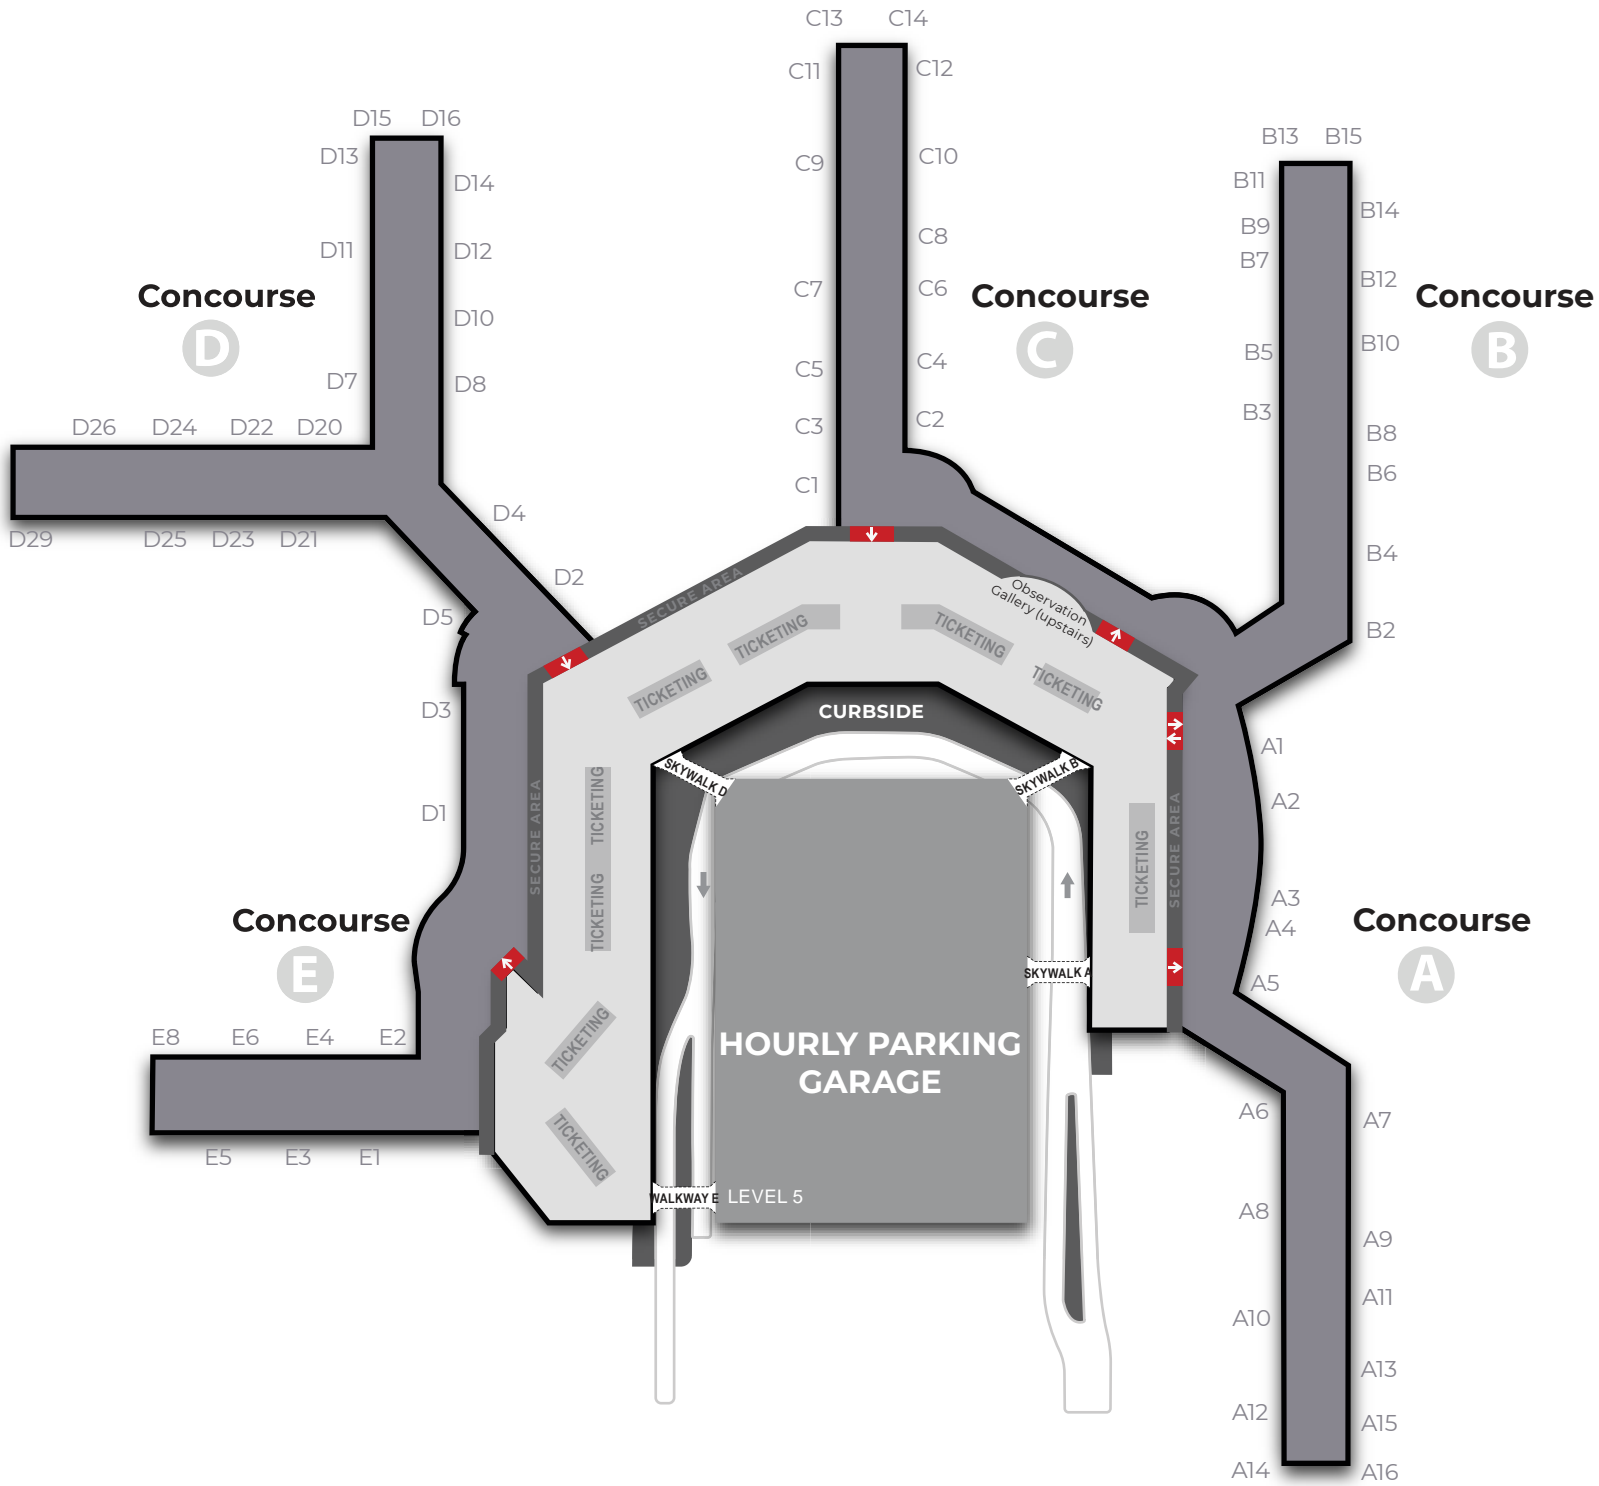 C13
C14
C11
C12
C9
C10
C8
C7
C6
C5
C4
C3
C2
C1
D15
D16
D13
D14
D11
D12
Concourse
D
D10
D7
D8
D26
D24
D22
D20
D29
D25
D23
D21
D4
D2
D5
D3
D1
Concourse
C
B13
B15
B11
B14
B9
B7
B12
Concourse
B
B5
B10
B3
B8
B6
B4
B2
SECURE AREA
Observation
Gallery (upstairs)
TICKETING
TICKETING
TICKETING
TICKETING
CURBSIDE
SKYWALK D
SKYWALK B
SECURE AREA
TICKETING
TICKETING
TICKETING
SECURE AREA
A1
A2
A3
A4
A5
Concourse
A
Concourse
E
E8
E6
E4
E2
E5
E3
E1
SKYWALK A
TICKETING
TICKETING
HOURLY PARKING
GARAGE
WALKWAY E
LEVEL 5
A6
A7
A8
A9
A11
A10
A13
A12
A15
A14
A16